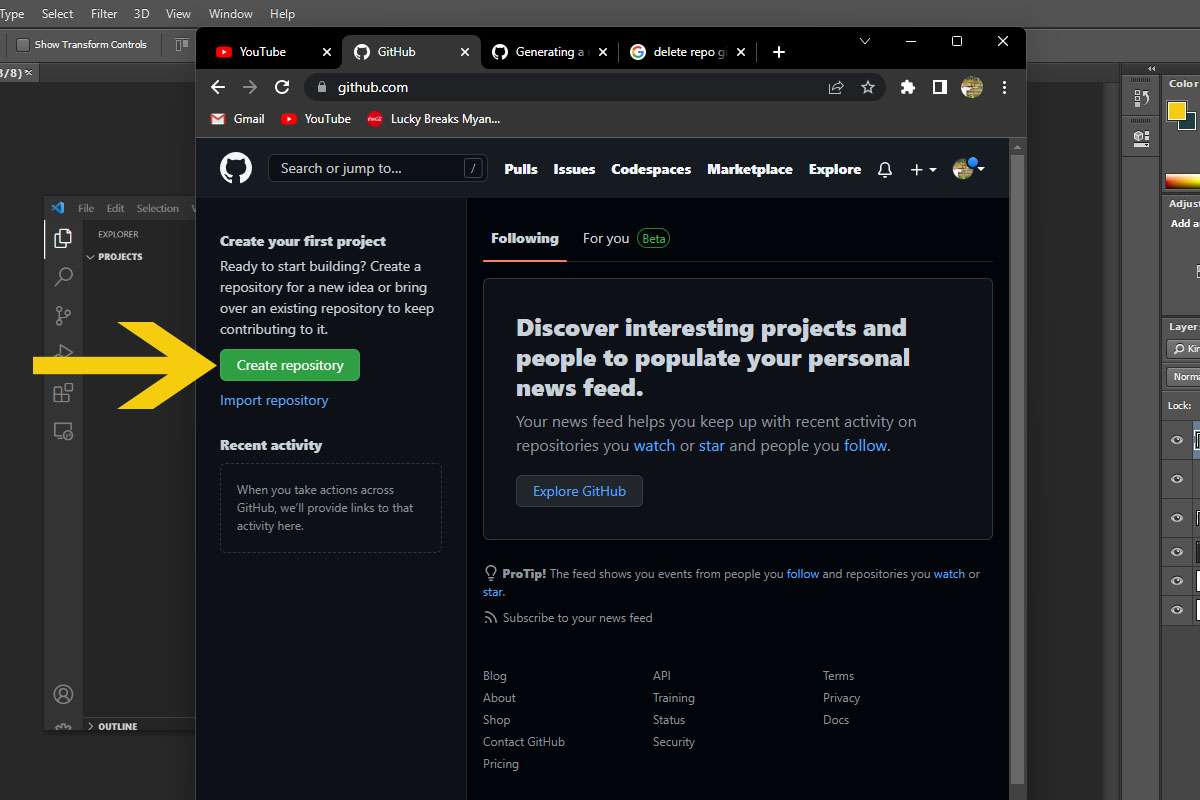 Type Select Filter 3D View Window Help
Show Transform Controls
3/8) ×
YouTube GitHub Generating a delete repo g
github.com
Gmail YouTube Lucky Breaks Myan...
Search or jump to... / Pulls Issues Codespaces Marketplace Explore
File Edit Selection
EXPLORER
PROJECTS
Create your first project
Ready to start building? Create a
repository for a new idea or bring
over an existing repository to keep
contributing to it.
Create repository
Import repository
Recent activity
When you take actions across
GitHub, we'll provide links to that
activity here.
OUTLINE
Following For you Beta
Discover interesting projects and
people to populate your personal
news feed.
Your news feed helps you keep up with recent activity on
repositories you watch or star and people you follow.
Explore GitHub
ProTip! The feed shows you events from people you follow and repositories you watch or
star.
Subscribe to your news feed
Blog API Terms
About Training Privacy
Shop Status Docs
Contact GitHub Security
Pricing
Color
Adjus
Add a
Layer
Kin
Norma
Lock: